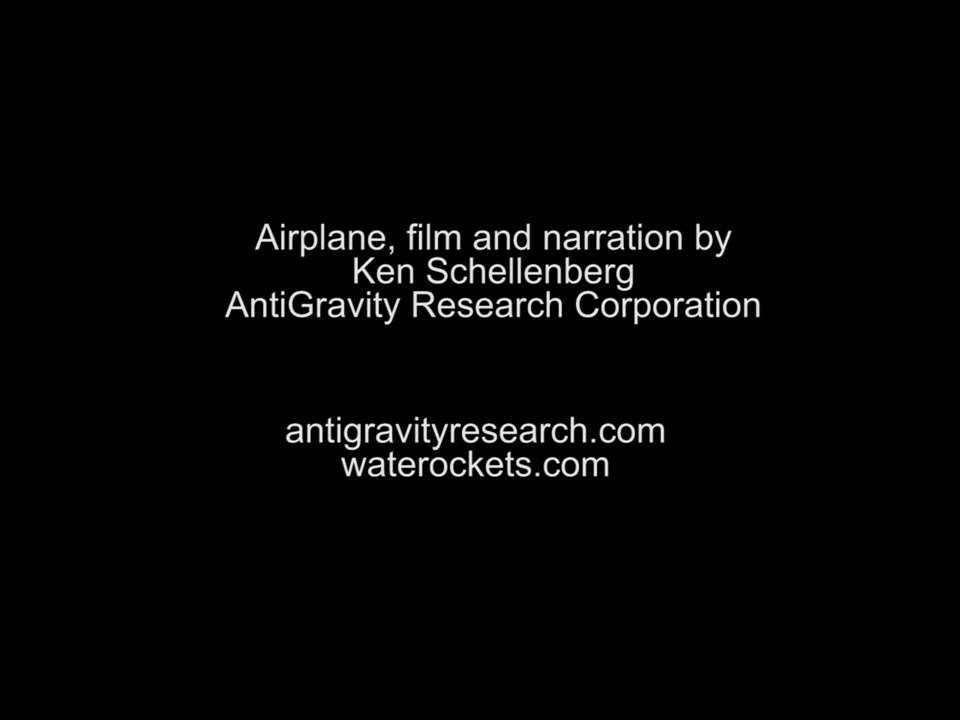 Airplane, film and narration by
Ken Schellenberg
AntiGravity Research Corporation
antigravityresearch.com
waterockets.com